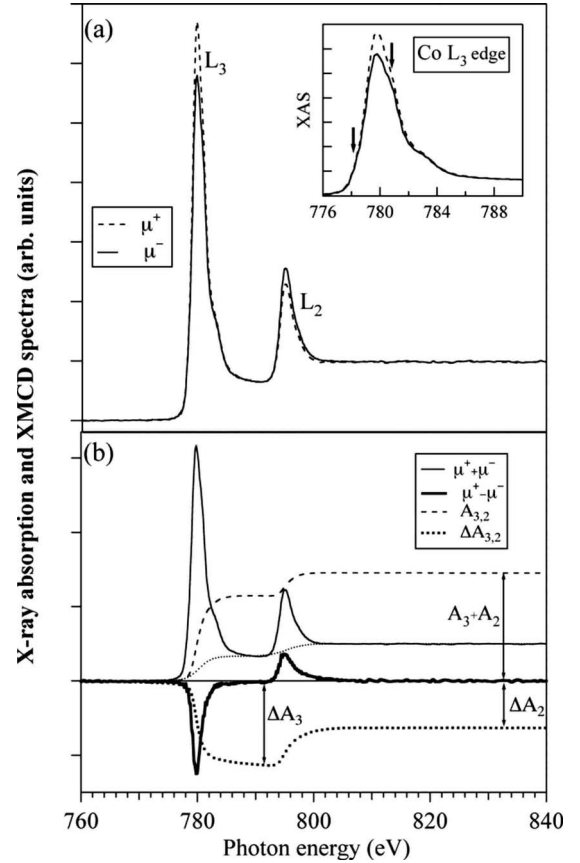 X-ray absorption and XMCD spectra (arb. units)
(a)
L₃
L₂
μ⁺
μ⁻
Co L₃ edge
XAS
776 780 784 788
(b)
μ⁺+μ⁻
μ⁺−μ⁻
A₃,₂
ΔA₃,₂
A₃+A₂
ΔA₃
ΔA₂
760 780 800 820 840
Photon energy (eV)